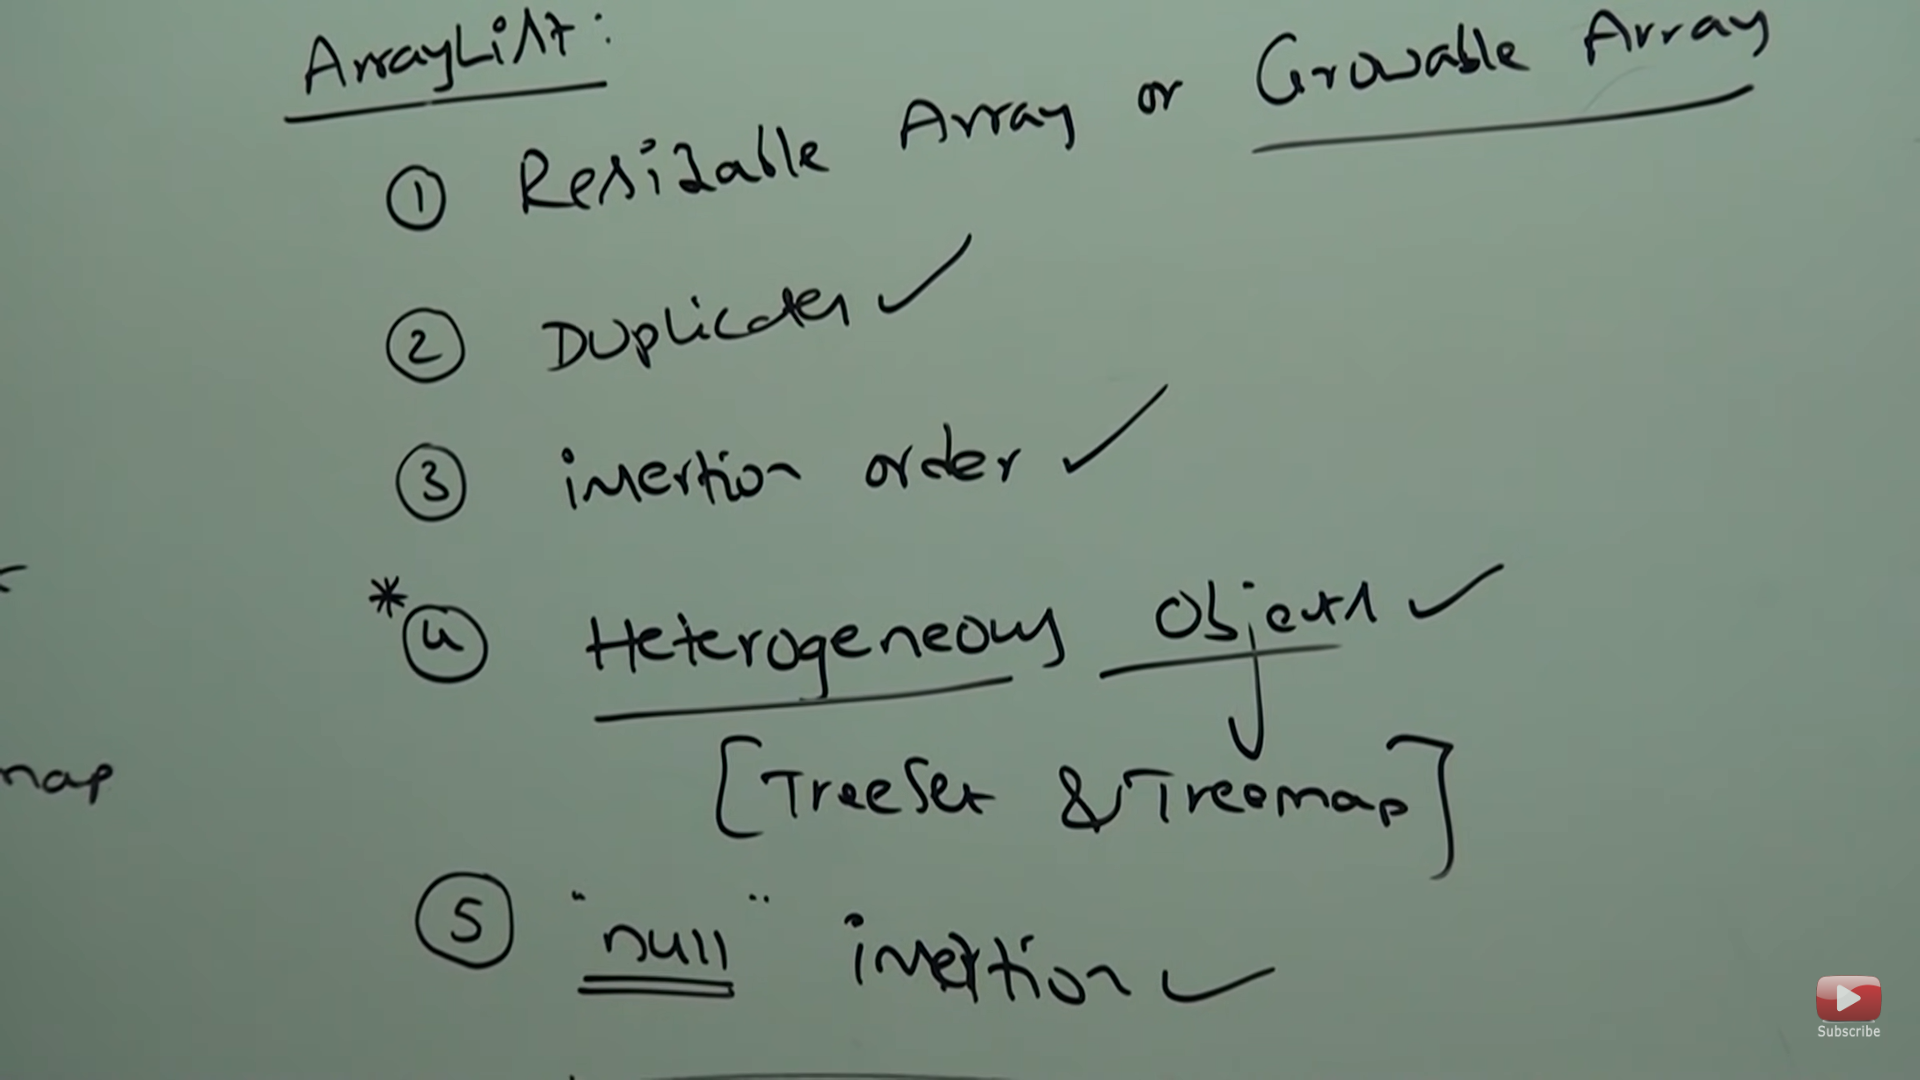 ArrayList:
① Resizable Array or Growable Array
② Duplicates ✓
③ insertion order ✓
* ④ Heterogeneous Objects ✓
map
[TreeSet & Treemap]
⑤ "null" insertion ✓
Subscribe